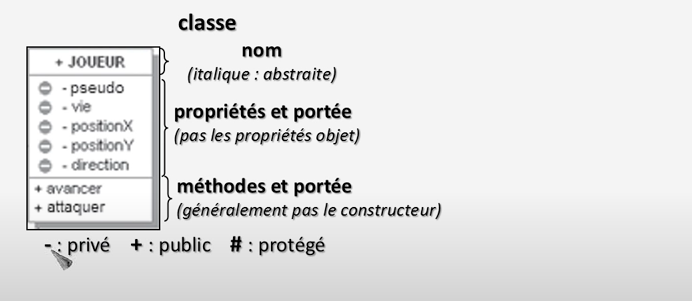 classe
+ JOUEUR
nom
(italique : abstraite)
- pseudo
- vie
- positionX
- positionY
- direction
propriétés et portée
(pas les propriétés objet)
+ avancer
+ attaquer
méthodes et portée
(généralement pas le constructeur)
- : privé + : public # : protégé